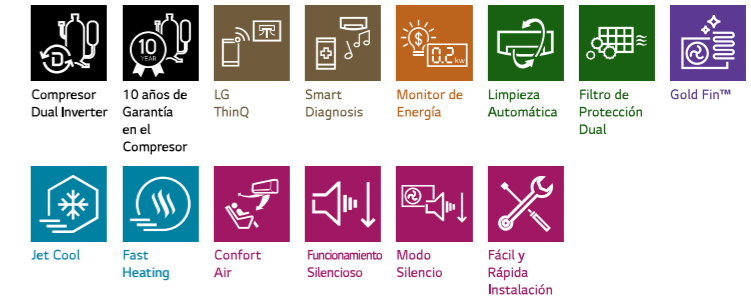 D
10
YEAR
0.2 kw
Compresor
Dual Inverter
10 años de
Garantía
en el
Compresor
LG
ThinQ
Smart
Diagnosis
Monitor de
Energía
Limpieza
Automática
Filtro de
Protección
Dual
Gold Fin™
Jet Cool
Fast
Heating
Confort
Air
Funcionamiento
Silencioso
Modo
Silencio
Fácil y
Rápida
Instalación